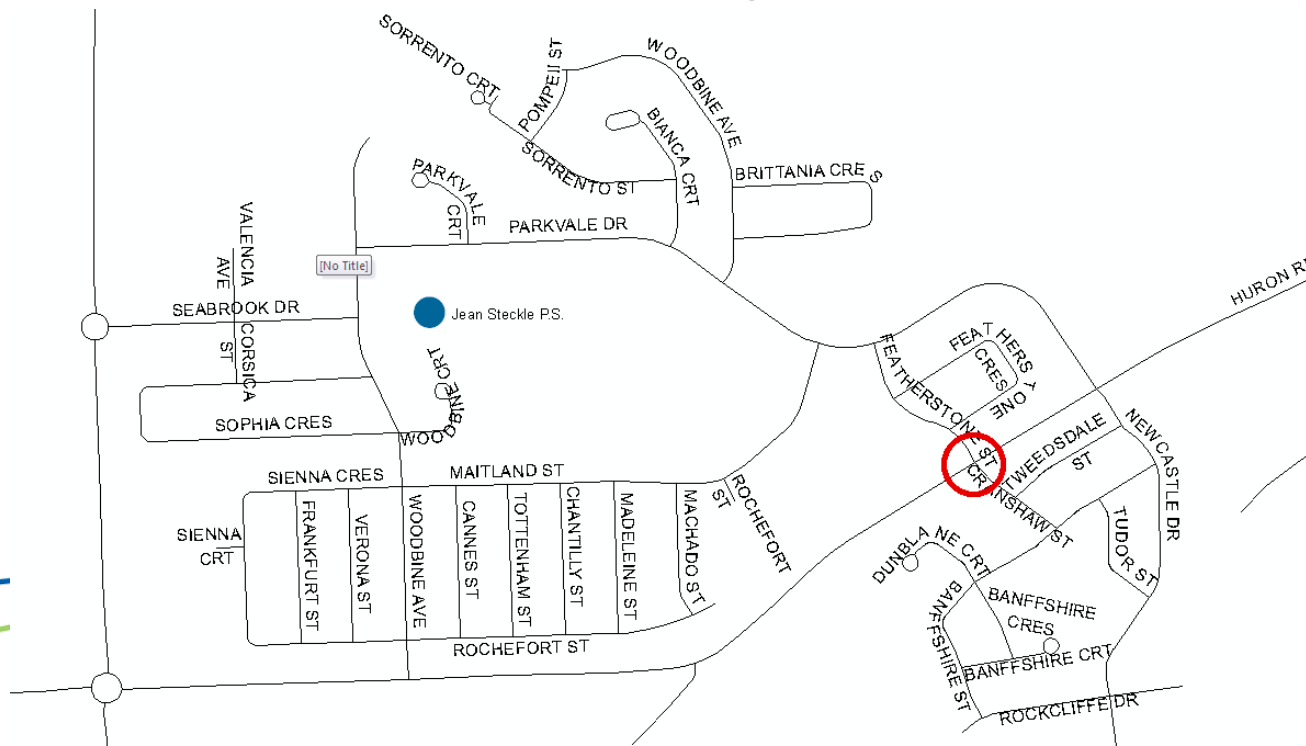 SORRENTO CRT
POMPEII ST
WOODBINE AVE
BIANCA CRT
SORRENTO ST
BRITTANIA CRES
PARKVALE
CRT
PARKVALE DR
VALENCIA
AVE
[No Title]
SEABROOK DR
CORSICA
ST
Jean Steckle P.S.
HURON R
FEATHERSTONE
CRES
FEATHERSTONE ST
WOODBINE CRT
SOPHIA CRES
TWEEDSDALE
ST
NEWCASTLE DR
CRANSHAW ST
SIENNA CRES
MAITLAND ST
ROCHEFORT
ST
SIENNA
CRT
FRANKFURT ST
VERONA ST
WOODBINE AVE
CANNES ST
TOTTENHAM ST
CHANTILLY ST
MADELEINE ST
MACHADO ST
TUDOR ST
DUNBLANE CRT
BANFFSHIRE
CRES
BANFFSHIRE ST
ROCHEFORT ST
BANFFSHIRE CRT
ROCKCLIFFE DR